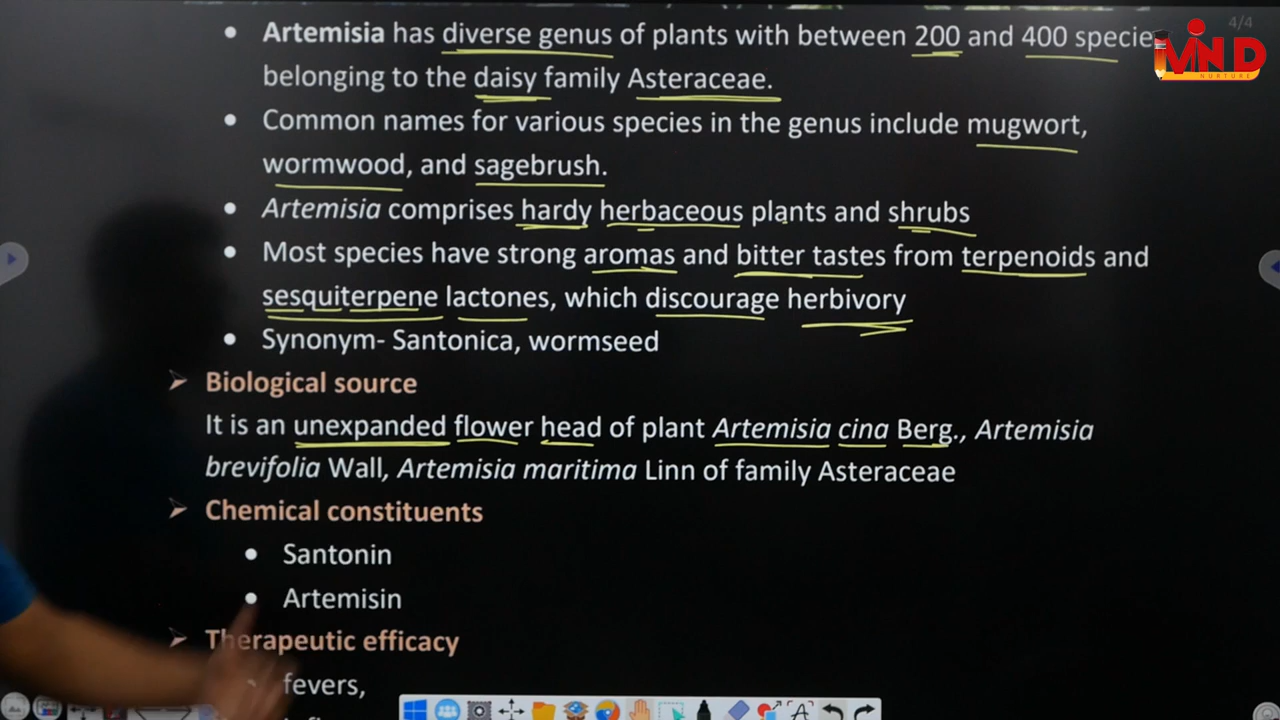 4/4
MIND
NURTURE
Artemisia has diverse genus of plants with between 200 and 400 specie
belonging to the daisy family Asteraceae.
Common names for various species in the genus include mugwort,
wormwood, and sagebrush.
Artemisia comprises hardy herbaceous plants and shrubs
Most species have strong aromas and bitter tastes from terpenoids and
sesquiterpene lactones, which discourage herbivory
Synonym- Santonica, wormseed
Biological source
It is an unexpanded flower head of plant Artemisia cina Berg., Artemisia
brevifolia Wall, Artemisia maritima Linn of family Asteraceae
Chemical constituents
Santonin
Artemisin
Therapeutic efficacy
fevers,